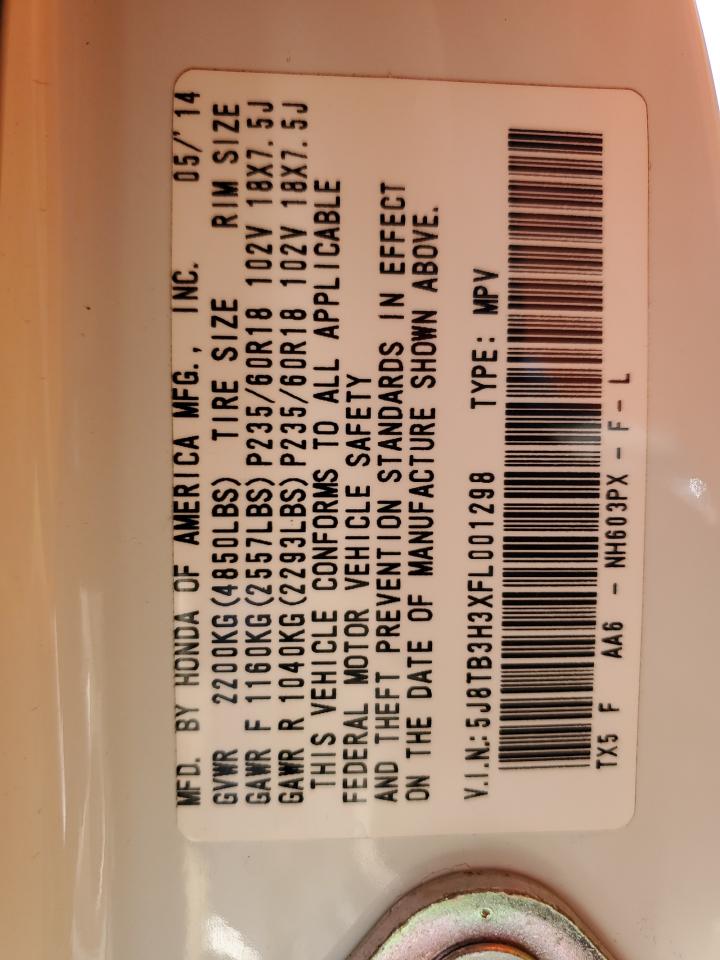 MFD. BY HONDA OF AMERICA MFG., INC. 05/'14
GVWR 2200KG(4850LBS) TIRE SIZE RIM SIZE
GAWR F 1160KG(2557LBS)P235/60R18 102V 18X7.5J
GAWR R 1040KG(2293LBS)P235/60R18 102V 18X7.5J
THIS VEHICLE CONFORMS TO ALL APPLICABLE
FEDERAL MOTOR VEHICLE SAFETY
AND THEFT PREVENTION STANDARDS IN EFFECT
ON THE DATE OF MANUFACTURE SHOWN ABOVE.
V.I.N.: 5J8TB3H3XFL001298 TYPE: MPV
TX5 F AA6 - NH603PX - F - L